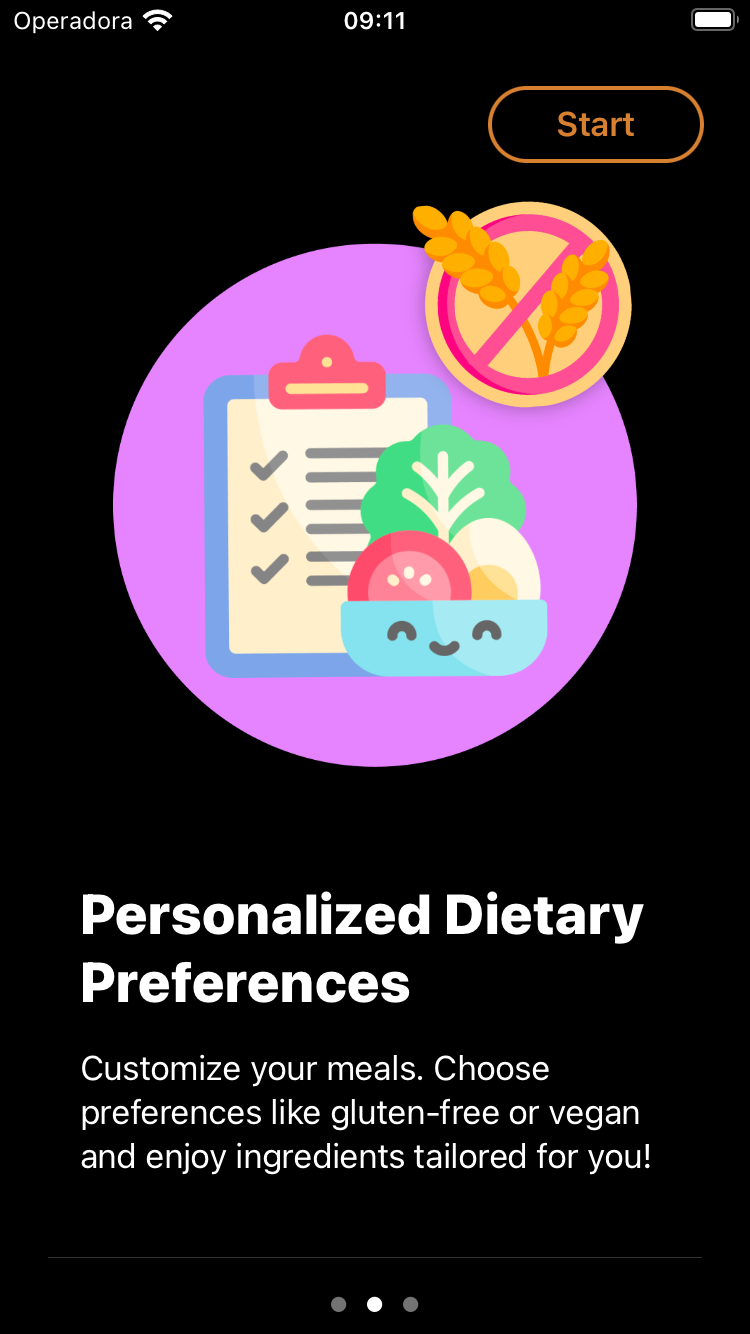 Operadora 09:11
Start
Personalized Dietary
Preferences
Customize your meals. Choose
preferences like gluten-free or vegan
and enjoy ingredients tailored for you!